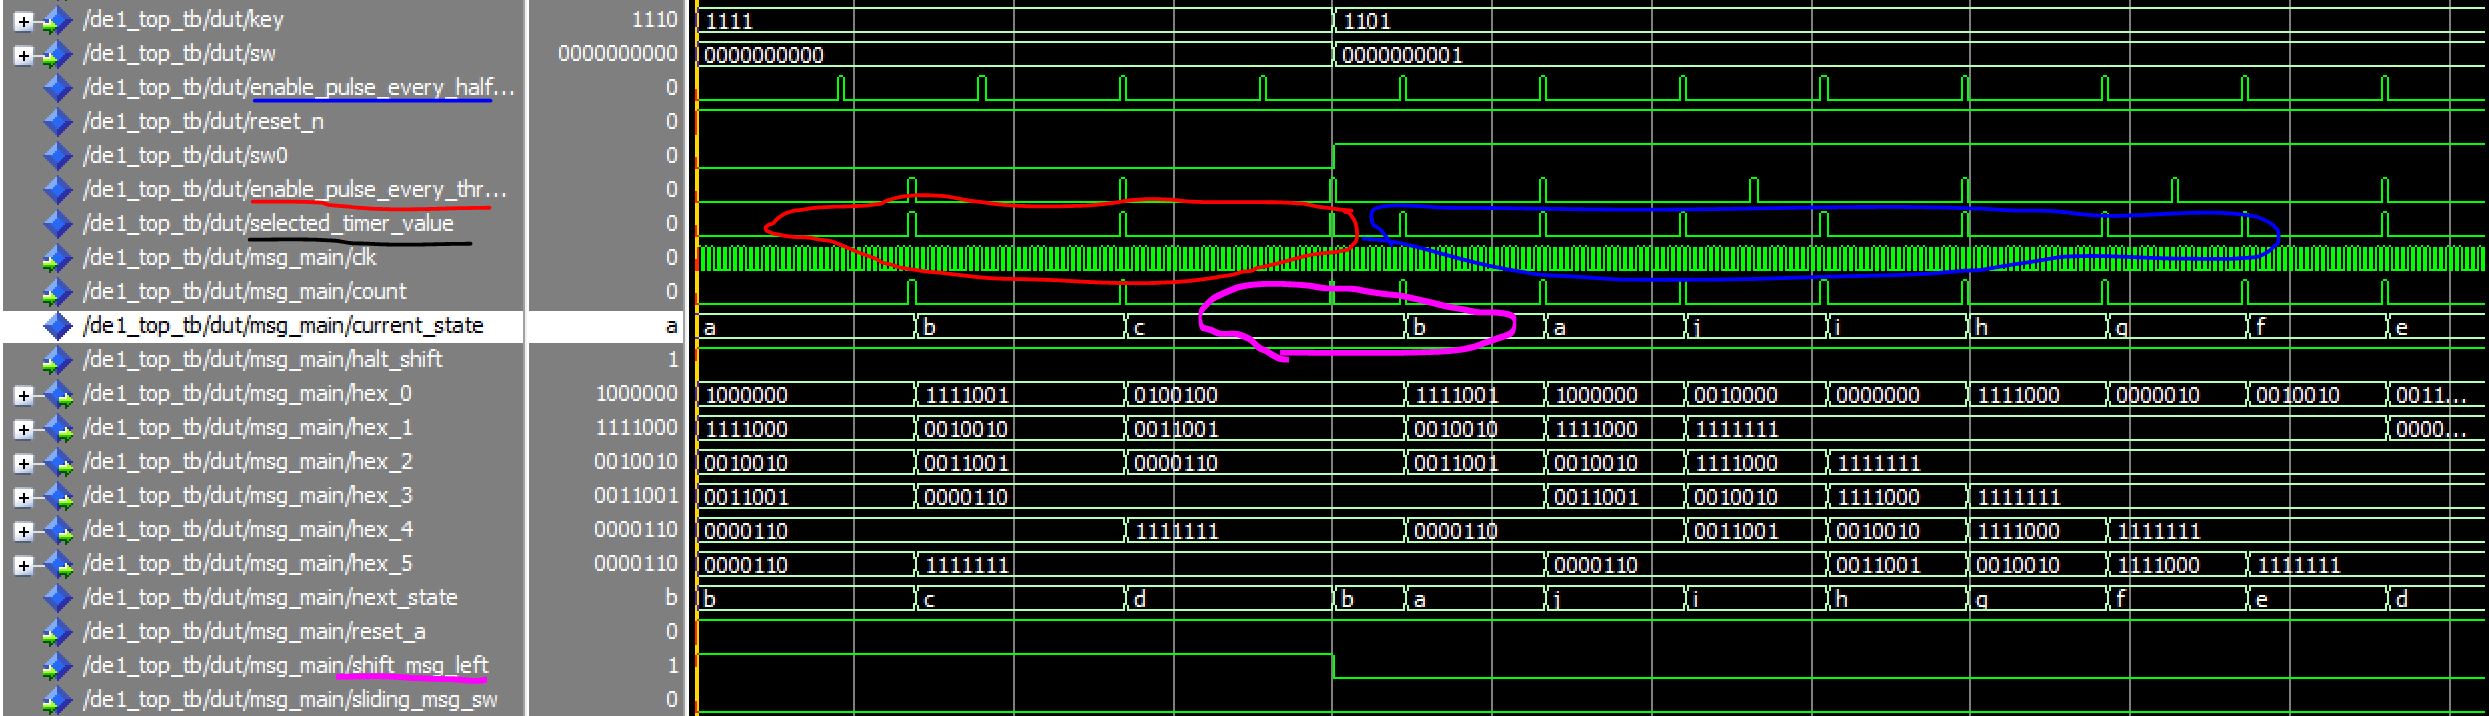 /de1_top_tb/dut/key 1110 1111 1101
/de1_top_tb/dut/sw 0000000000 0000000000 0000000001
/de1_top_tb/dut/enable_pulse_every_half... 0
/de1_top_tb/dut/reset_n 0
/de1_top_tb/dut/sw0 0
/de1_top_tb/dut/enable_pulse_every_thr... 0
/de1_top_tb/dut/selected_timer_value 0
/de1_top_tb/dut/msg_main/clk 0
/de1_top_tb/dut/msg_main/count 0
/de1_top_tb/dut/msg_main/current_state a a b c b a j i h g f e
/de1_top_tb/dut/msg_main/halt_shift 1
/de1_top_tb/dut/msg_main/hex_0 1000000 1000000 1111001 0100100 1111001 1000000 0010000 0000000 1111000 0000010 0010010 0011...
/de1_top_tb/dut/msg_main/hex_1 1111000 1111000 0010010 0011001 0010010 1111000 1111111 0000...
/de1_top_tb/dut/msg_main/hex_2 0010010 0010010 0011001 0000110 0011001 0010010 1111000 1111111
/de1_top_tb/dut/msg_main/hex_3 0011001 0011001 0000110 0011001 0010010 1111000 1111111
/de1_top_tb/dut/msg_main/hex_4 0000110 0000110 1111111 0000110 0011001 0010010 1111000 1111111
/de1_top_tb/dut/msg_main/hex_5 0000110 0000110 1111111 0000110 0011001 0010010 1111000 1111111
/de1_top_tb/dut/msg_main/next_state b b c d b a j i h g f e d
/de1_top_tb/dut/msg_main/reset_a 0
/de1_top_tb/dut/msg_main/shift_msg_left 1
/de1_top_tb/dut/msg_main/sliding_msg_sw 0